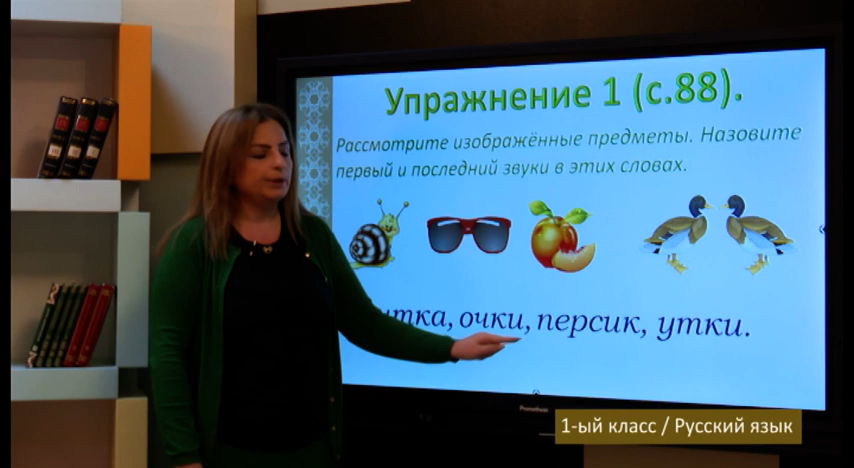 Упражнение 1 (с.88).
Рассмотрите изображённые предметы. Назовите
первый и последний звуки в этих словах.
очки, персик, утки.
Promethean
1-ый класс / Русский язык